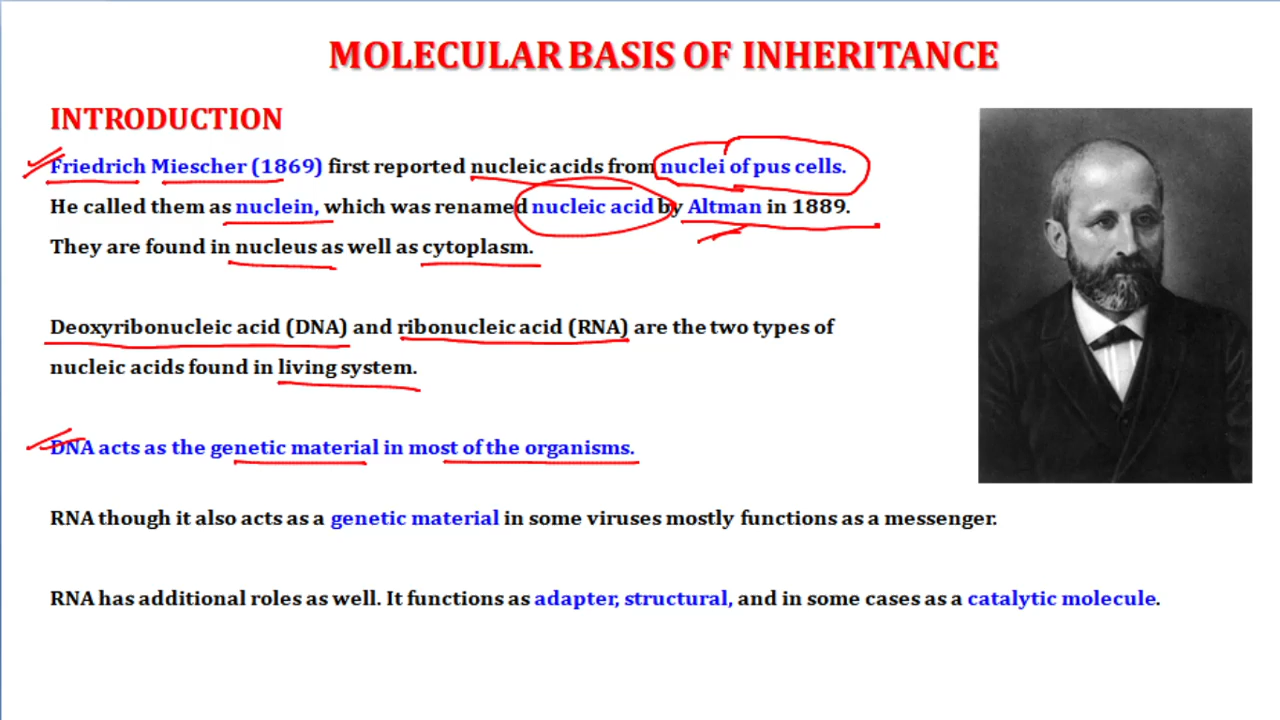 MOLECULAR BASIS OF INHERITANCE
INTRODUCTION
Friedrich Miescher (1869) first reported nucleic acids from nuclei of pus cells.
He called them as nuclein, which was renamed nucleic acid by Altman in 1889.
They are found in nucleus as well as cytoplasm.
Deoxyribonucleic acid (DNA) and ribonucleic acid (RNA) are the two types of
nucleic acids found in living system.
DNA acts as the genetic material in most of the organisms.
RNA though it also acts as a genetic material in some viruses mostly functions as a messenger.
RNA has additional roles as well. It functions as adapter, structural, and in some cases as a catalytic molecule.